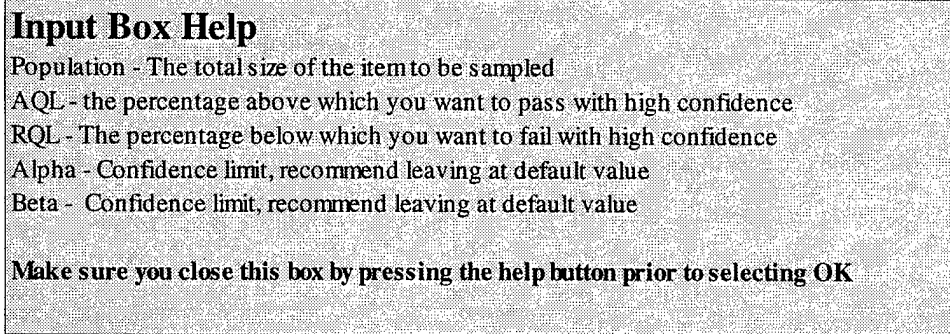 Input Box Help
Population - The total size of the item to be sampled
AQL - the percentage above which you want to pass with high confidence
RQL - The percentage below which you want to fail with high confidence
Alpha - Confidence limit, recommend leaving at default value
Beta - Confidence limit, recommend leaving at default value
Make sure you close this box by pressing the help button prior to selecting OK